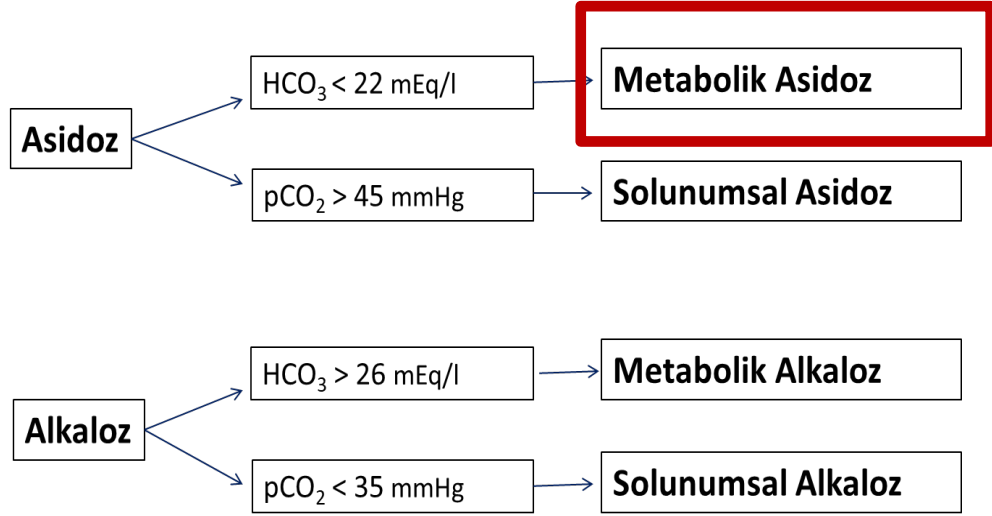 Asidoz
HCO₃ < 22 mEq/l
Metabolik Asidoz
pCO₂ > 45 mmHg
Solunumsal Asidoz
Alkaloz
HCO₃ > 26 mEq/l
Metabolik Alkaloz
pCO₂ < 35 mmHg
Solunumsal Alkaloz